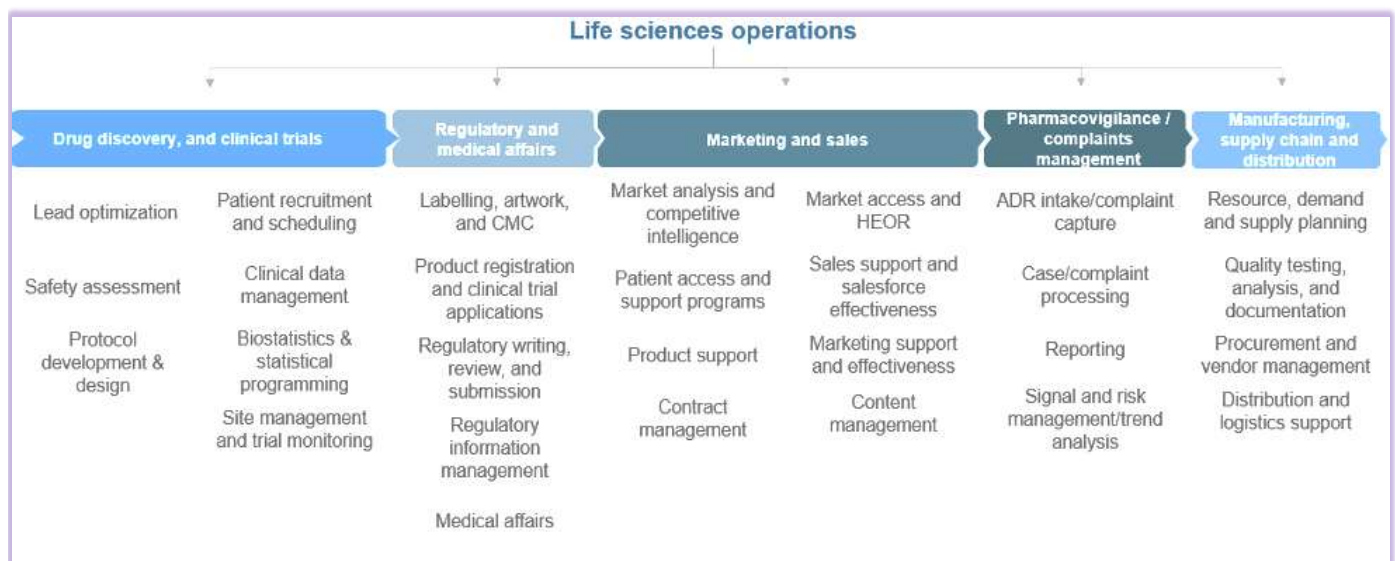 Life sciences operations
Drug discovery, and clinical trials
Regulatory and
medical affairs
Marketing and sales
Pharmacovigilance /
complaints
management
Manufacturing,
supply chain and
distribution
Lead optimization
Safety assessment
Protocol
development &
design
Patient recruitment
and scheduling
Clinical data
management
Biostatistics &
statistical
programming
Site management
and trial monitoring
Labelling, artwork,
and CMC
Product registration
and clinical trial
applications
Regulatory writing,
review, and
submission
Regulatory
information
management
Medical affairs
Market analysis and
competitive
intelligence
Patient access and
support programs
Product support
Contract
management
Market access and
HEOR
Sales support and
salesforce
effectiveness
Marketing support
and effectiveness
Content
management
ADR intake/complaint
capture
Case/complaint
processing
Reporting
Signal and risk
management/trend
analysis
Resource, demand
and supply planning
Quality testing,
analysis, and
documentation
Procurement and
vendor management
Distribution and
logistics support